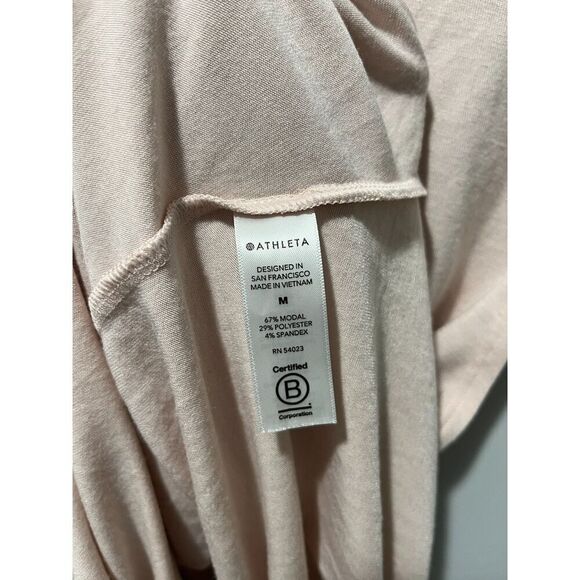 ATHLETA
DESIGNED IN
SAN FRANCISCO
MADE IN VIETNAM
M
67% MODAL
29% POLYESTER
4% SPANDEX
RN 54023
Certified
B
Corporation